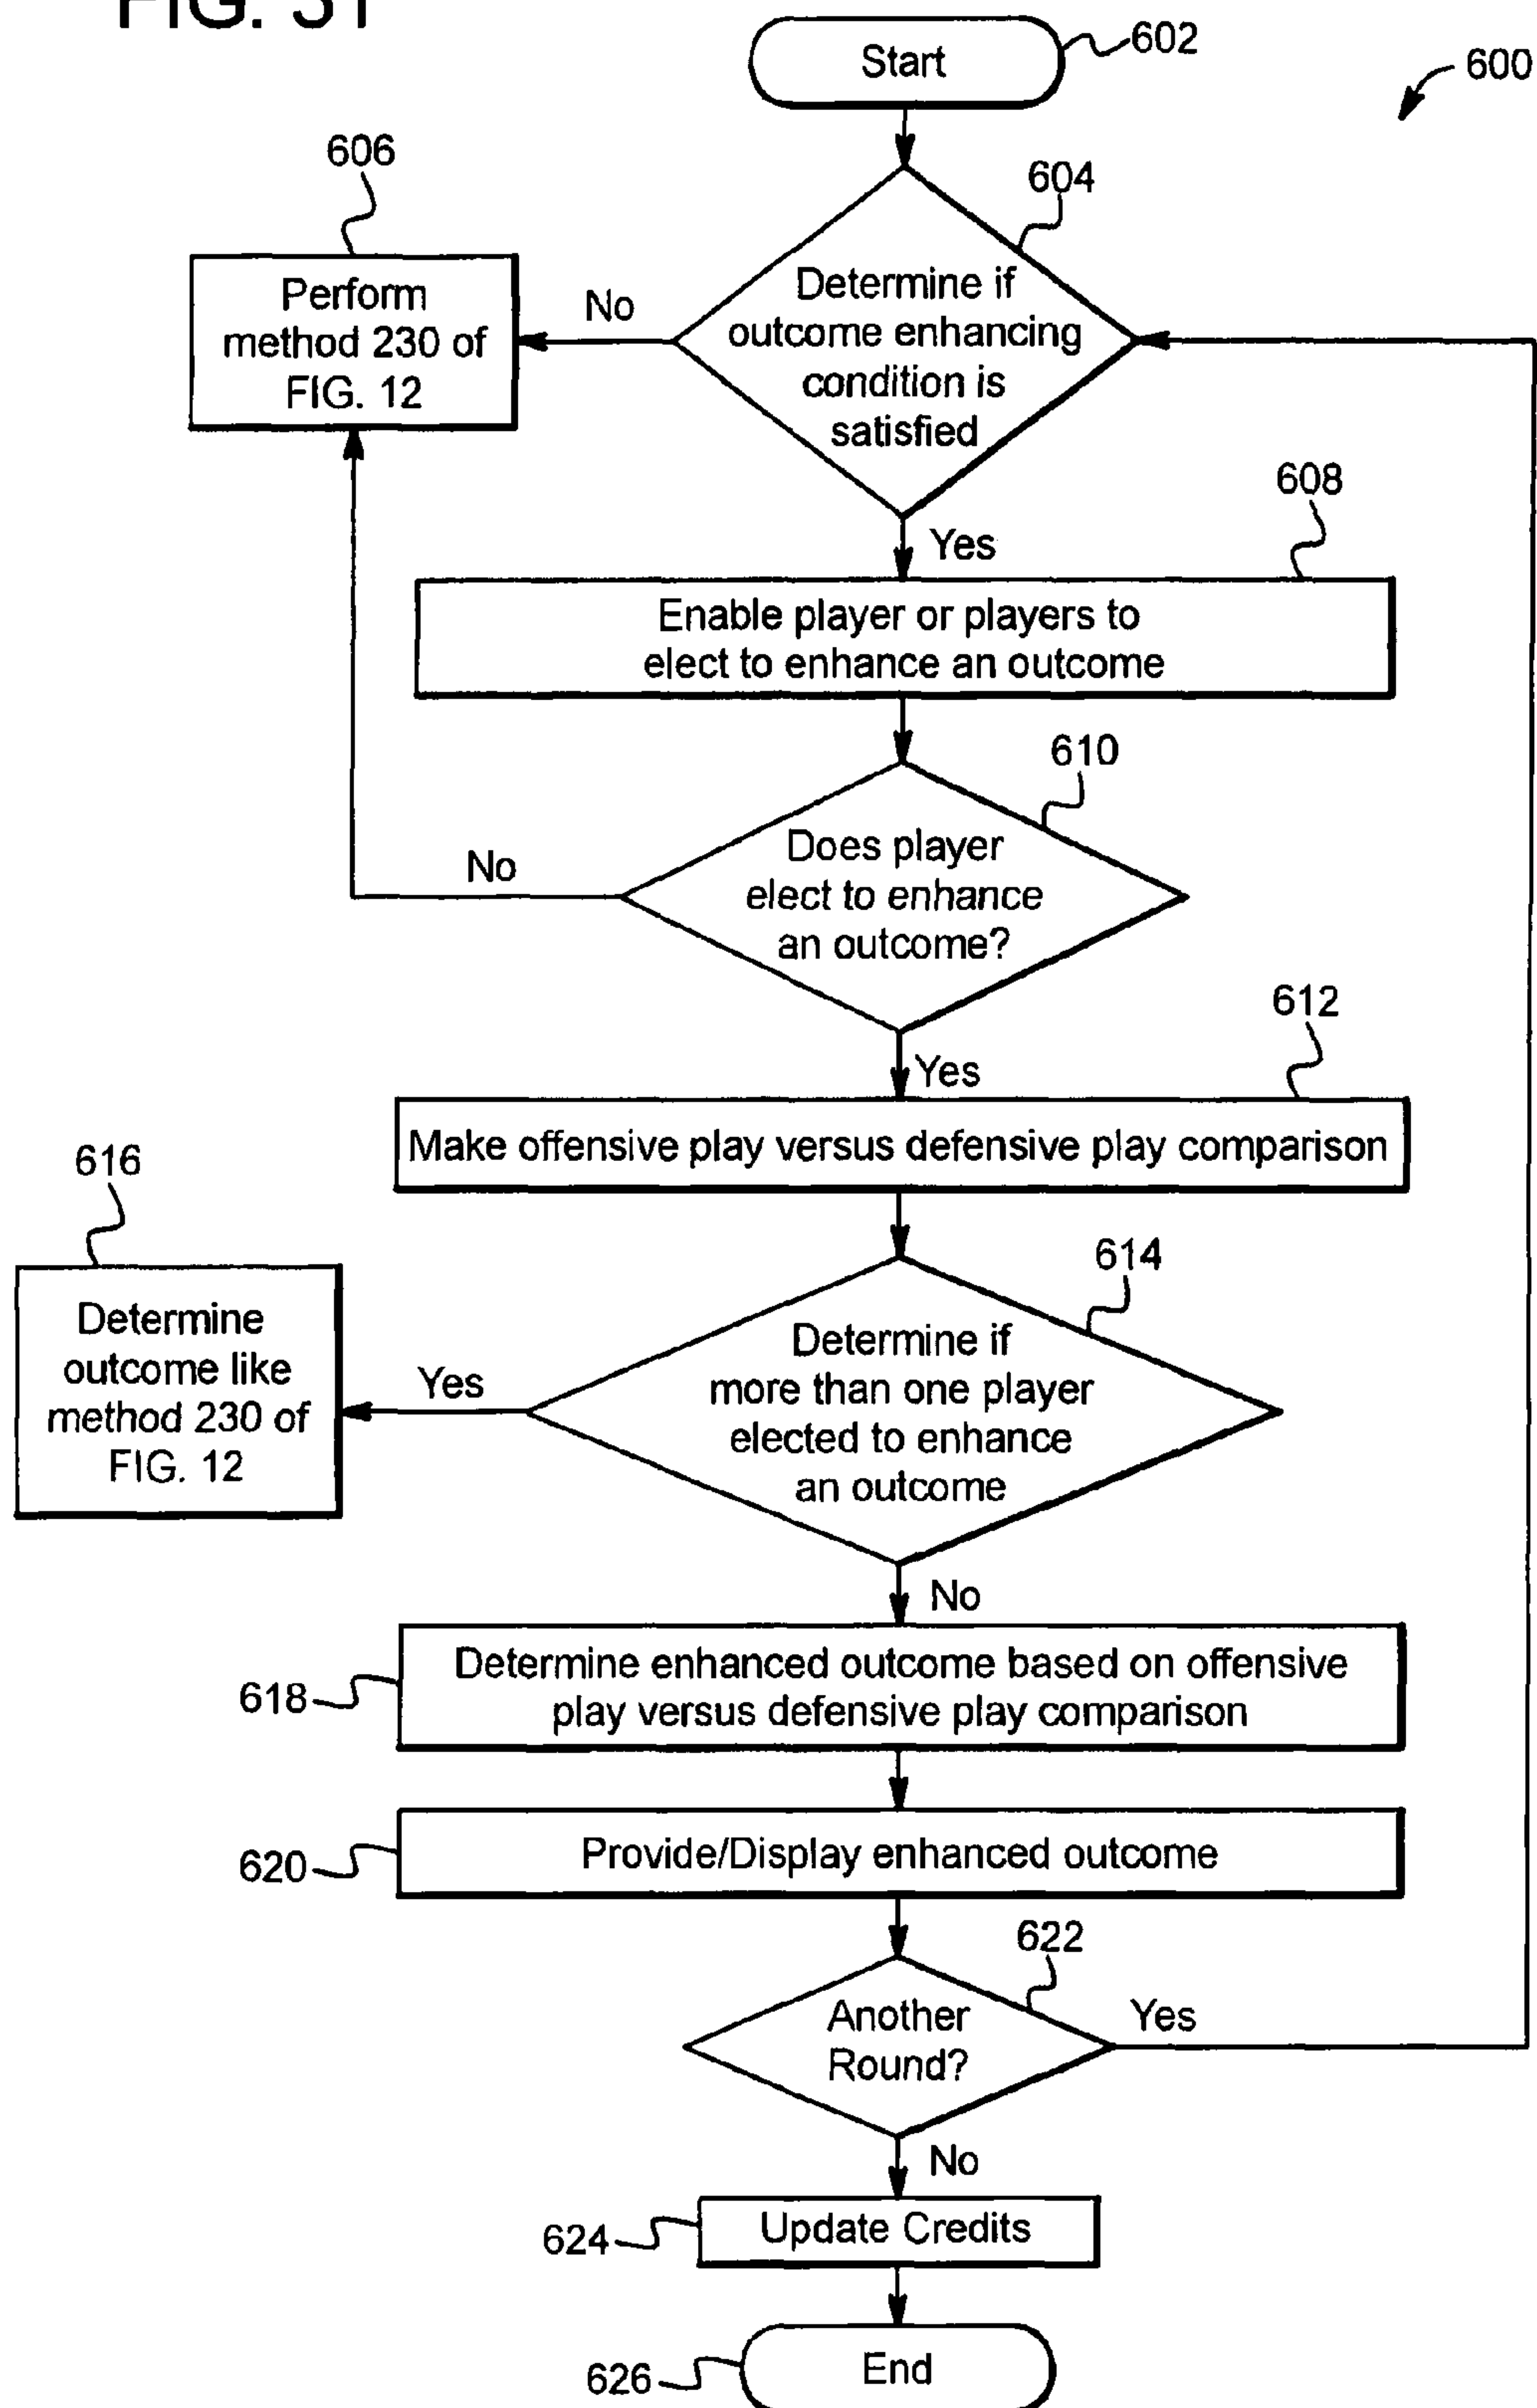 FIG. 31
Start
602
600
606
604
Perform
method 230 of
FIG. 12
No
Determine if
outcome enhancing
condition is
satisfied
608
Yes
Enable player or players to
elect to enhance an outcome
610
Does player
elect to enhance
an outcome?
No
612
Yes
Make offensive play versus defensive play comparison
616
614
Determine
outcome like
method 230 of
FIG. 12
Yes
Determine if
more than one player
elected to enhance
an outcome
No
618
Determine enhanced outcome based on offensive
play versus defensive play comparison
620
Provide/Display enhanced outcome
622
Another
Round?
Yes
No
624
Update Credits
626
End